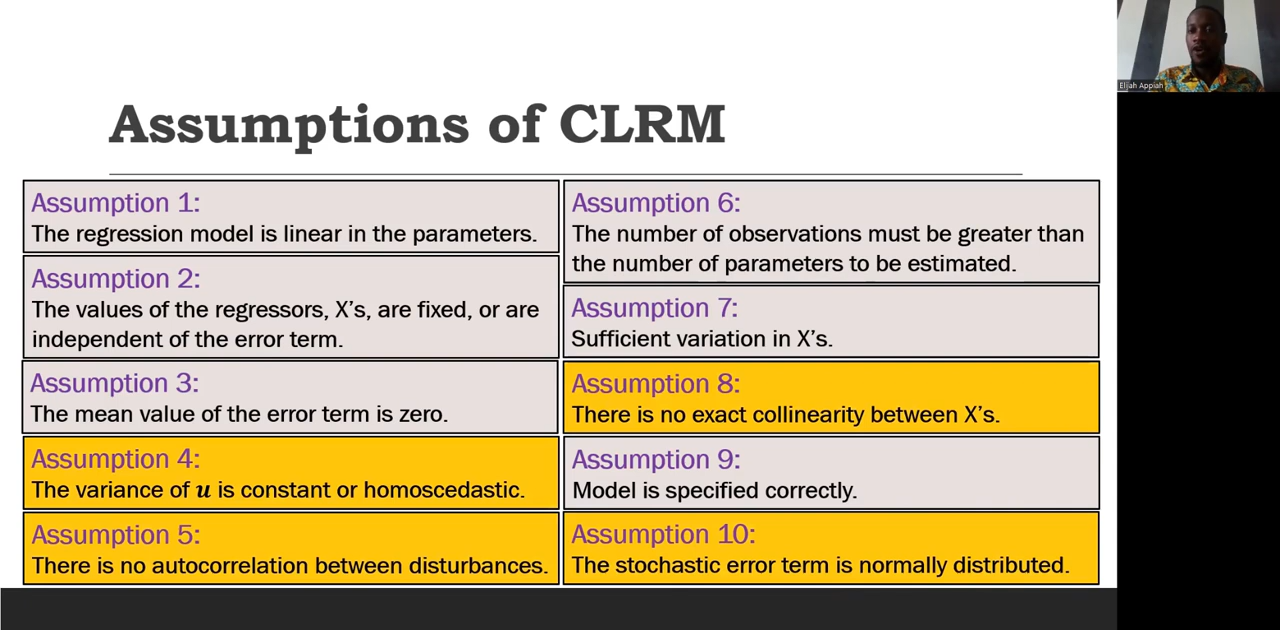 Assumptions of CLRM
Assumption 1:
The regression model is linear in the parameters.
Assumption 2:
The values of the regressors, X’s, are fixed, or are
independent of the error term.
Assumption 3:
The mean value of the error term is zero.
Assumption 4:
The variance of u is constant or homoscedastic.
Assumption 5:
There is no autocorrelation between disturbances.
Assumption 6:
The number of observations must be greater than
the number of parameters to be estimated.
Assumption 7:
Sufficient variation in X’s.
Assumption 8:
There is no exact collinearity between X’s.
Assumption 9:
Model is specified correctly.
Assumption 10:
The stochastic error term is normally distributed.
Elijah Appiah